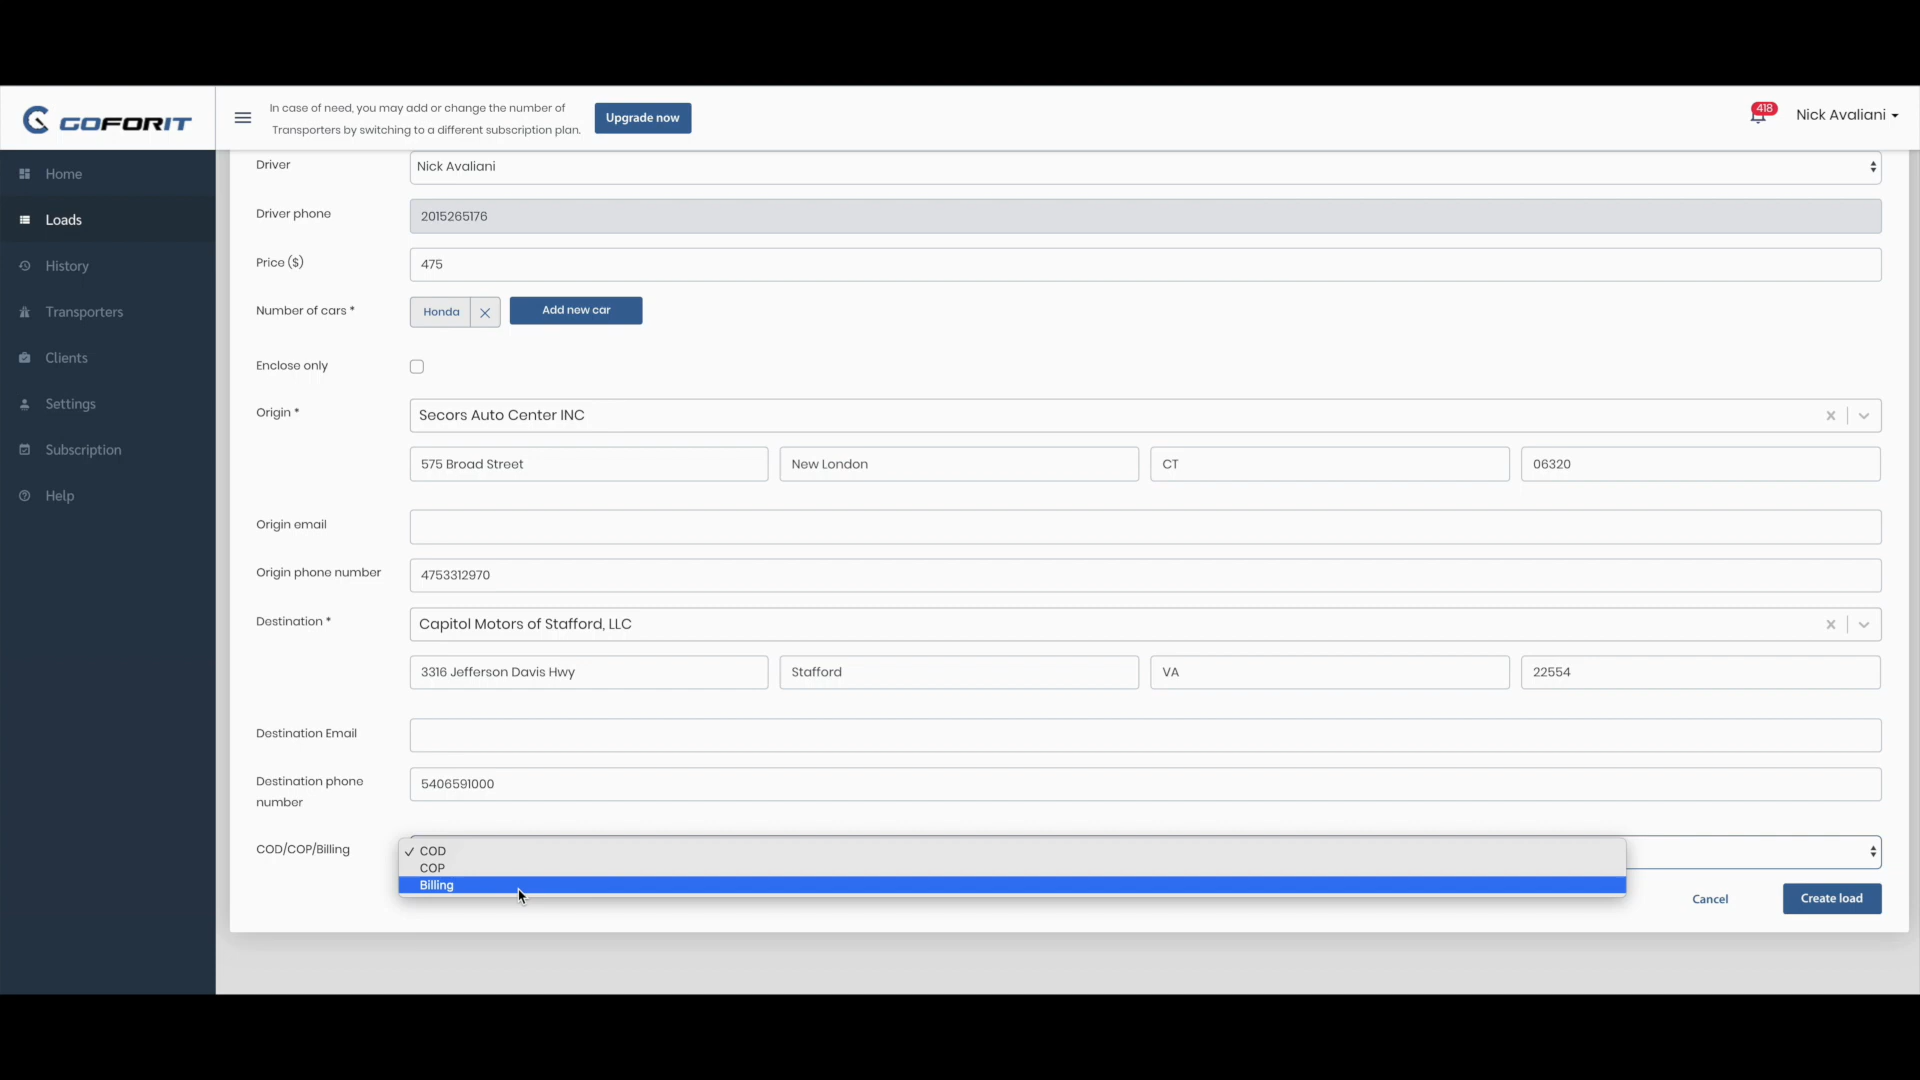 GOFORIT
In case of need, you may add or change the number of
Transporters by switching to a different subscription plan.
Upgrade now
418
Nick Avaliani
Home
Loads
History
Transporters
Clients
Settings
Subscription
Help
Driver
Nick Avaliani
Driver phone
2015265176
Price ($)
475
Number of cars *
Honda
Add new car
Enclose only
Origin *
Secors Auto Center INC
575 Broad Street
New London
CT
06320
Origin email
Origin phone number
4753312970
Destination *
Capitol Motors of Stafford, LLC
3316 Jefferson Davis Hwy
Stafford
VA
22554
Destination Email
Destination phone
number
5406591000
COD/COP/Billing
✓ COD
COP
Billing
Cancel
Create load